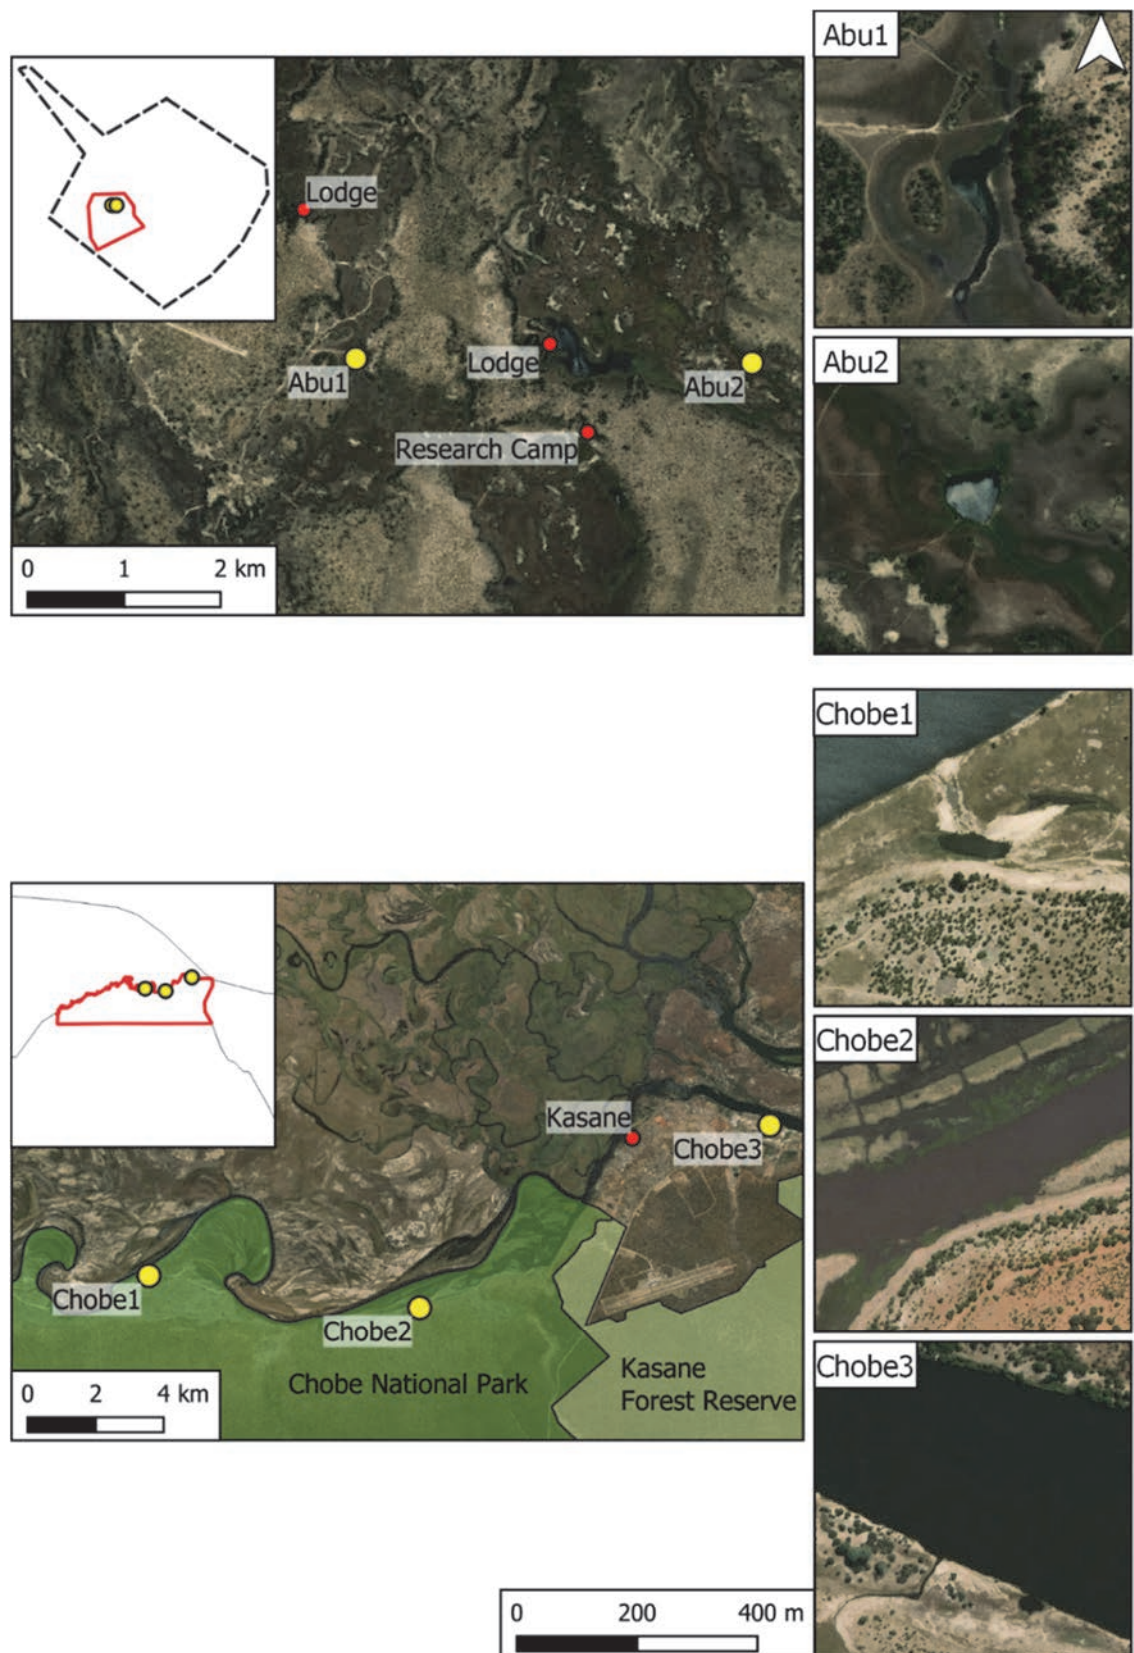 Abu1
Lodge
Lodge
Abu1
Abu2
Research Camp
0 1 2 km
Abu2
Chobe1
Chobe2
Kasane
Chobe3
Chobe1
Chobe2
Chobe National Park
Kasane
Forest Reserve
0 2 4 km
Chobe3
0 200 400 m